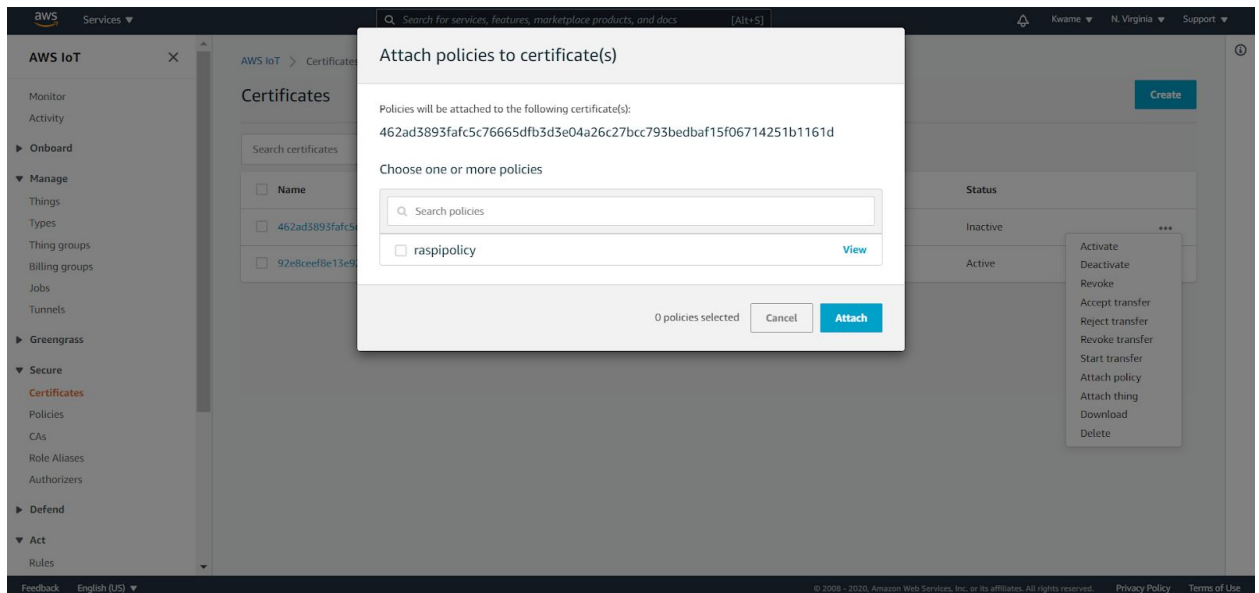 aws Services Search for services, features, marketplace products, and docs [Alt+S] Kwame N. Virginia Support
AWS IoT
Monitor
Activity
Onboard
Manage
Things
Types
Thing groups
Billing groups
Jobs
Tunnels
Greengrass
Secure
Certificates
Policies
CAs
Role Aliases
Authorizers
Defend
Act
Rules
AWS IoT > Certificates
Certificates
Create
Search certificates
Name Status
462ad3893fafc5 Inactive
92e8ceef8e13e92 Active
Attach policies to certificate(s)
Policies will be attached to the following certificate(s):
462ad3893fafc5c76665dfb3d3e04a26c27bcc793bedbaf15f06714251b1161d
Choose one or more policies
Search policies
raspipolicy View
0 policies selected Cancel Attach
Activate
Deactivate
Revoke
Accept transfer
Reject transfer
Revoke transfer
Start transfer
Attach policy
Attach thing
Download
Delete
Feedback English (US) © 2008 - 2020, Amazon Web Services, Inc. or its affiliates. All rights reserved. Privacy Policy Terms of Use